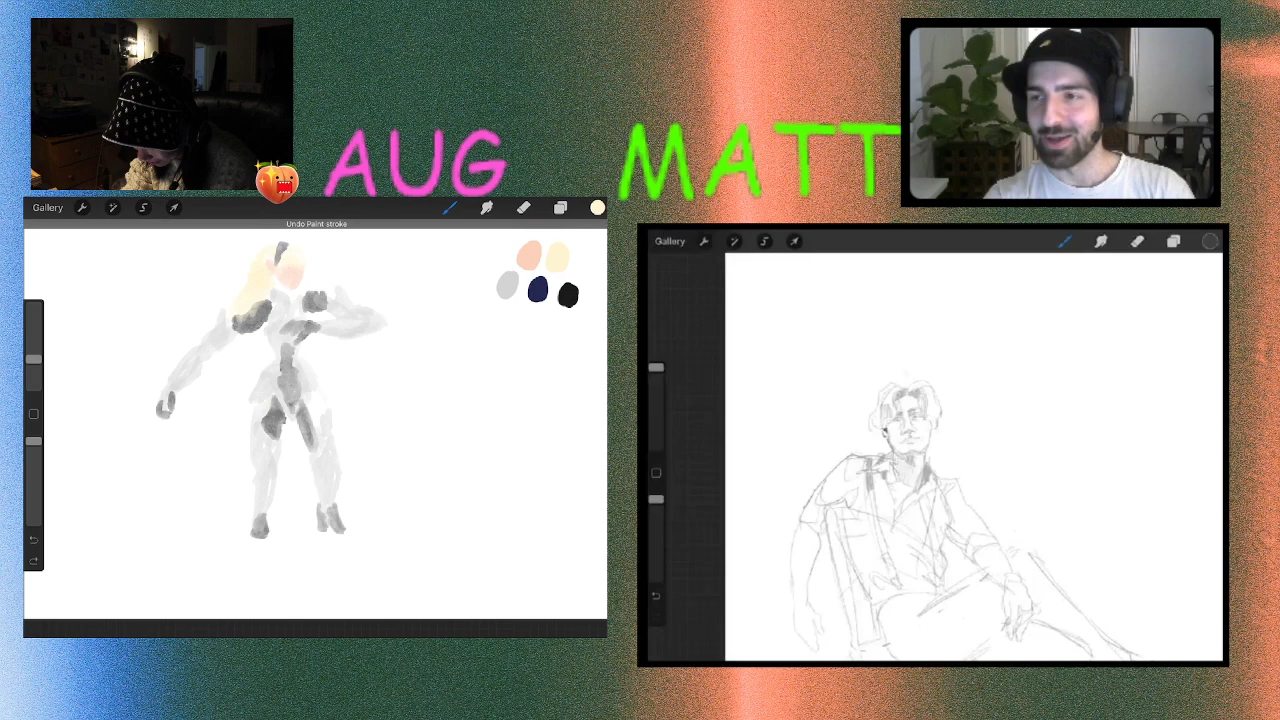 AUG
MATT
Gallery
Undo Paint stroke
Gallery